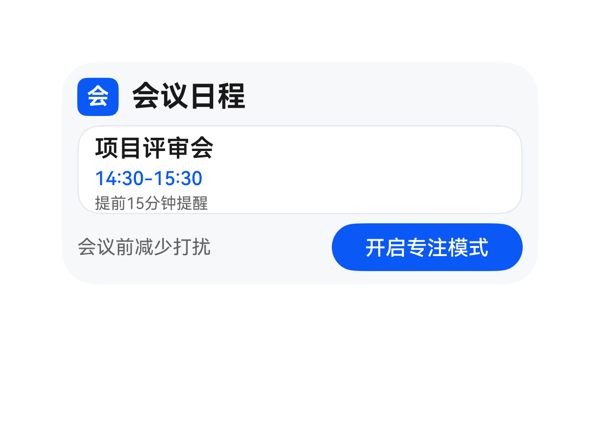 会 会议日程
项目评审会
14:30-15:30
提前15分钟提醒
会议前减少打扰 开启专注模式